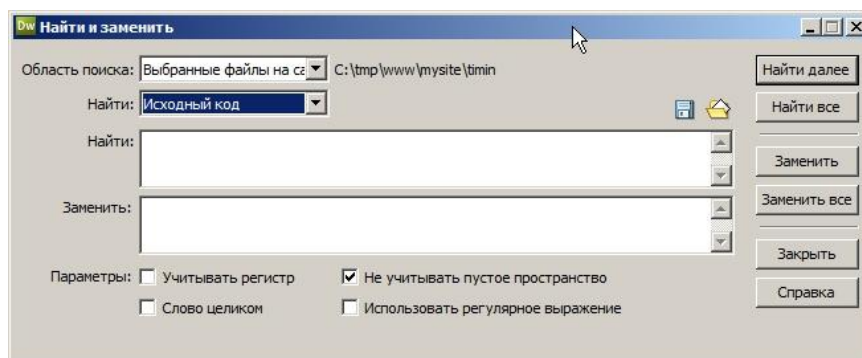 Dw Найти и заменить
Область поиска: Выбранные файлы на са C:\tmp\www\mysite\timin Найти далее
Найти: Исходный код Найти все
Найти:
Заменить
Заменить: Заменить все
Закрыть
Параметры: Учитывать регистр Не учитывать пустое пространство
Справка
Слово целиком Использовать регулярное выражение